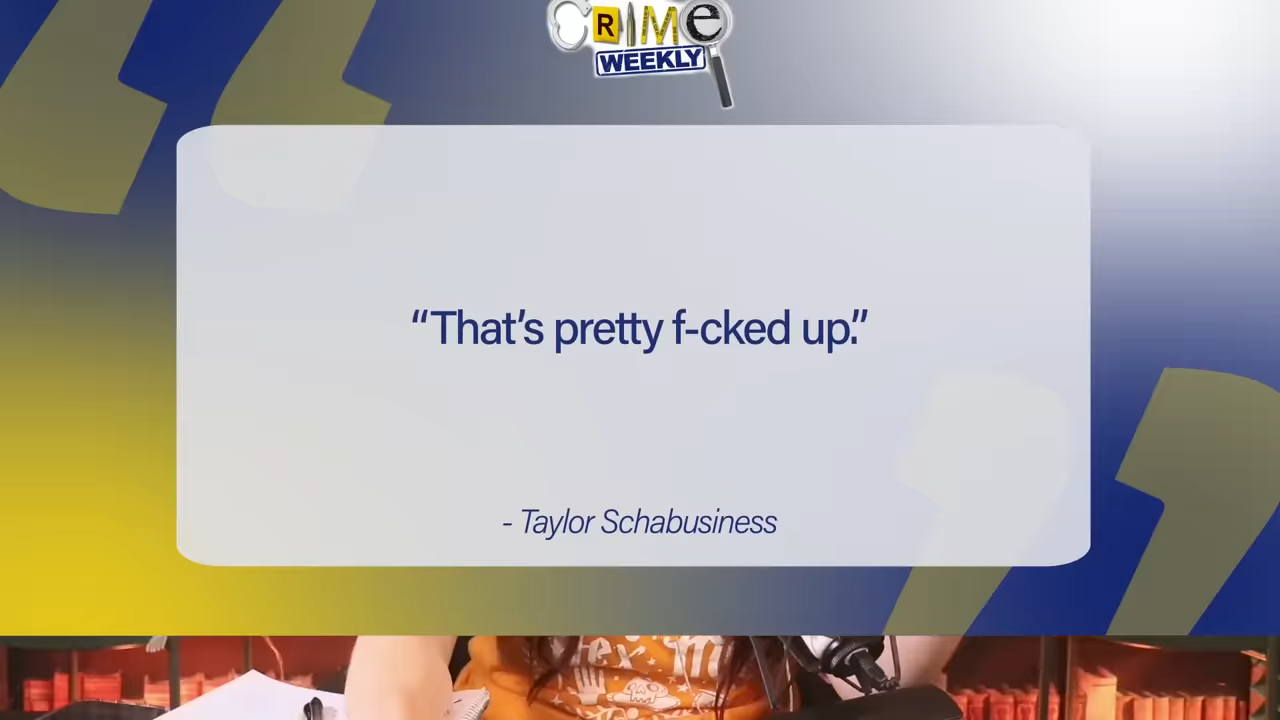 CRIME
WEEKLY
“That’s pretty f-cked up.”
- Taylor Schabusiness